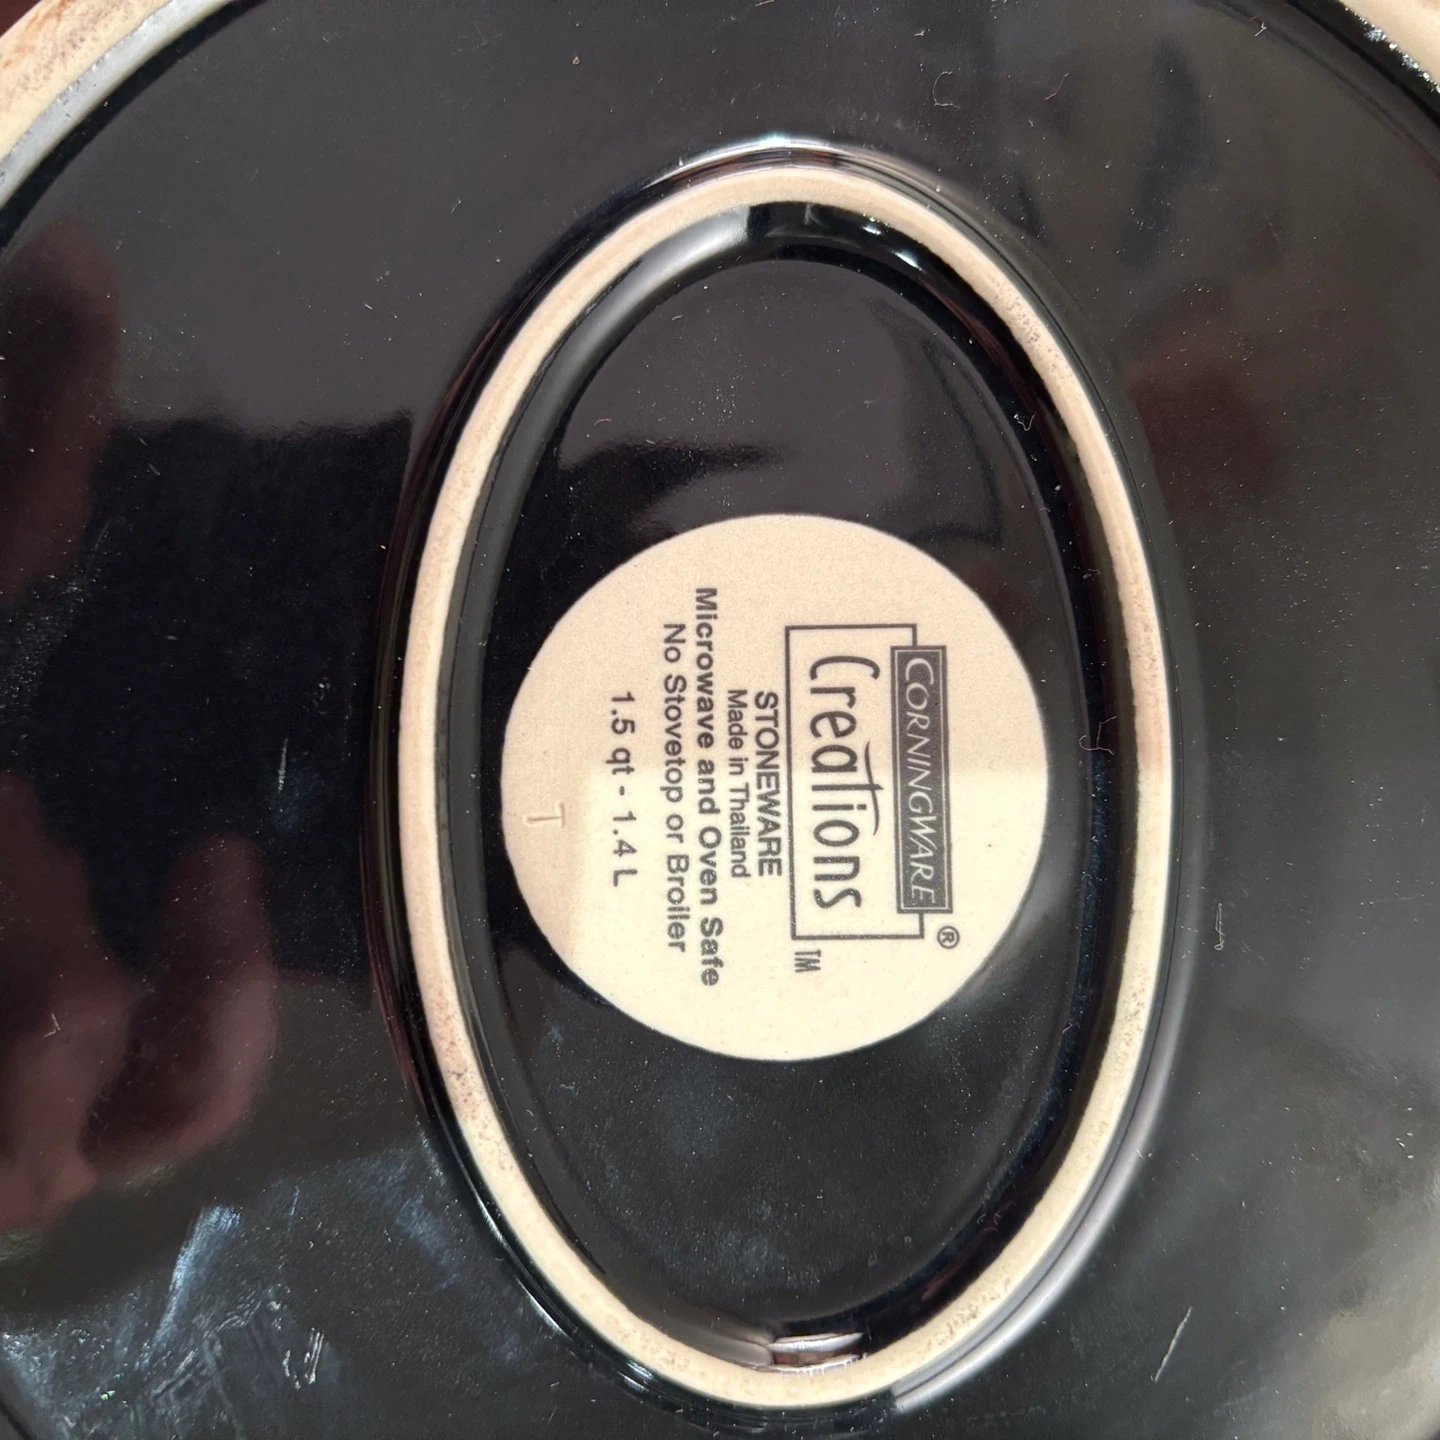 CORNINGWARE®
Creations™
STONEWARE
Made in Thailand
Microwave and Oven Safe
No Stovetop or Broiler
1.5 qt - 1.4 L
T